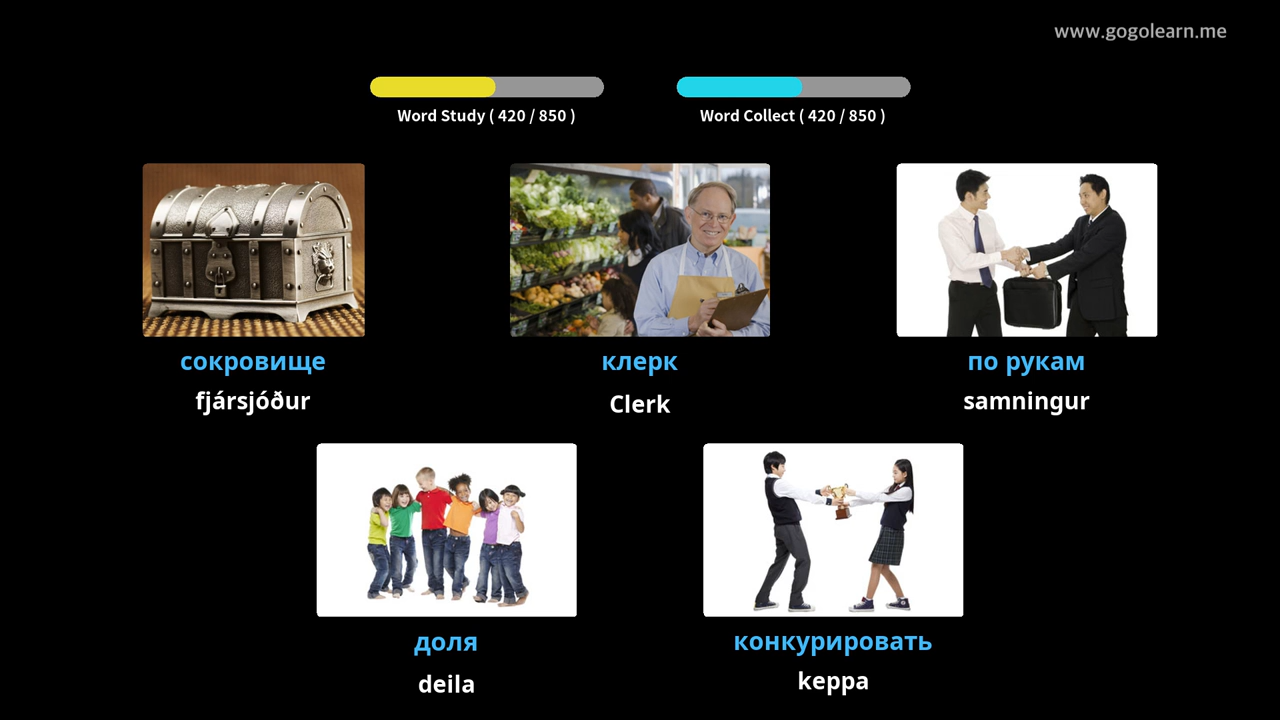 www.gogolearn.me
Word Study ( 420 / 850 )
Word Collect ( 420 / 850 )
сокровище
fjársjóður
клерк
Clerk
по рукам
samningur
доля
deila
конкурировать
keppa